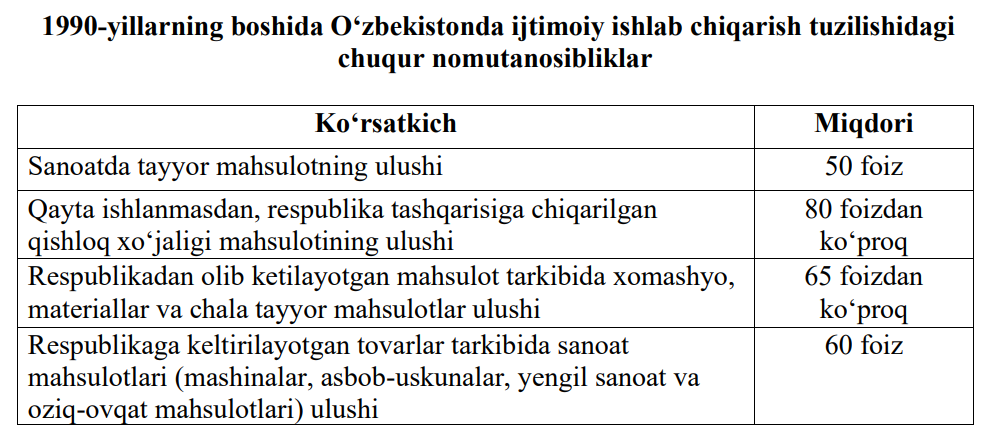 1990-yillarning boshida O‘zbekistonda ijtimoiy ishlab chiqarish tuzilishidagi
chuqur nomutanosibliklar
Ko‘rsatkich Miqdori
Sanoatda tayyor mahsulotning ulushi 50 foiz
Qayta ishlanmasdan, respublika tashqarisiga chiqarilgan 80 foizdan
qishloq xo‘jaligi mahsulotining ulushi ko‘proq
Respublikadan olib ketilayotgan mahsulot tarkibida xomashyo, 65 foizdan
materiallar va chala tayyor mahsulotlar ulushi ko‘proq
Respublikaga keltirilayotgan tovarlar tarkibida sanoat 60 foiz
mahsulotlari (mashinalar, asbob-uskunalar, yengil sanoat va
oziq-ovqat mahsulotlari) ulushi